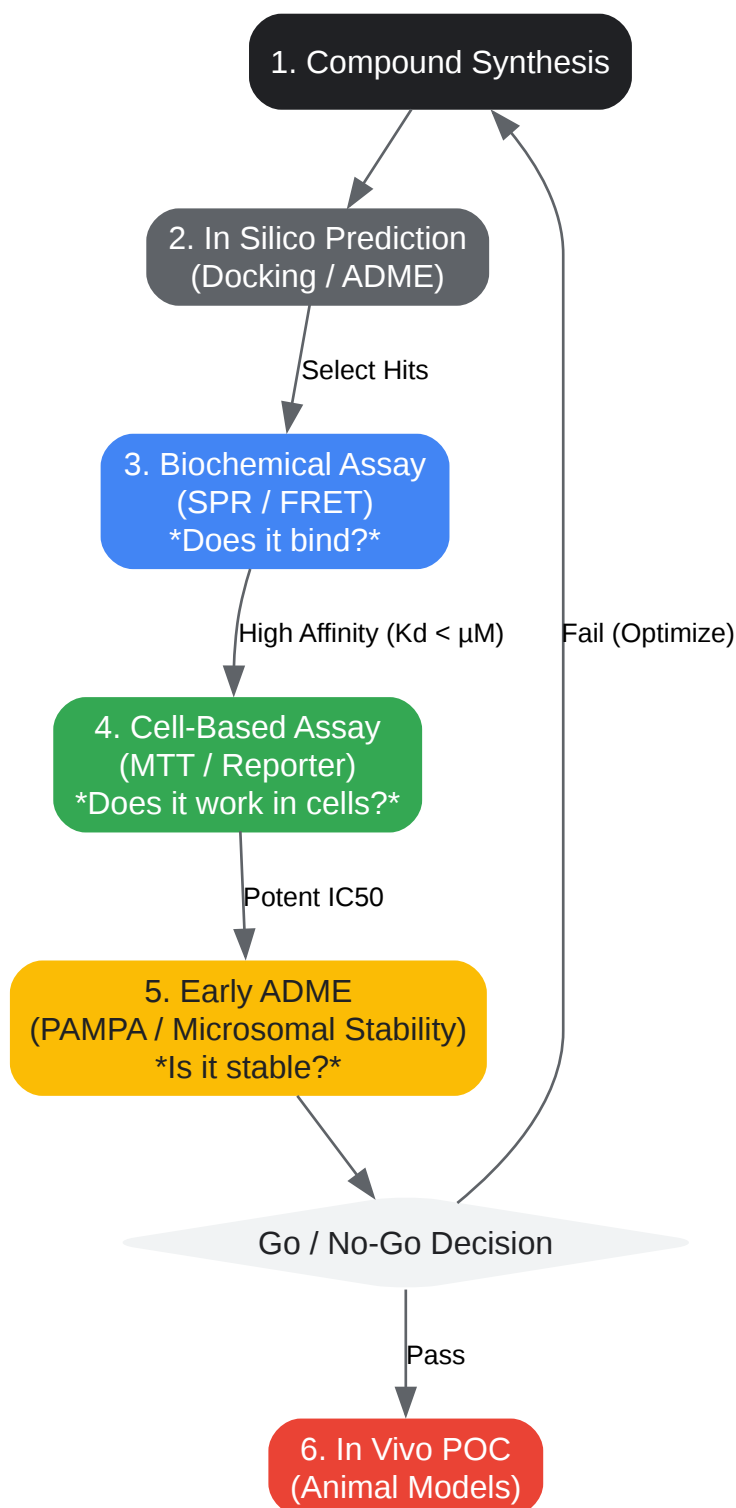 1. Compound Synthesis
2. In Silico Prediction
(Docking / ADME)
Select Hits
3. Biochemical Assay
(SPR / FRET)
*Does it bind?*
High Affinity (Kd < µM)
Fail (Optimize)
4. Cell-Based Assay
(MTT / Reporter)
*Does it work in cells?*
Potent IC50
5. Early ADME
(PAMPA / Microsomal Stability)
*Is it stable?*
Go / No-Go Decision
Pass
6. In Vivo POC
(Animal Models)